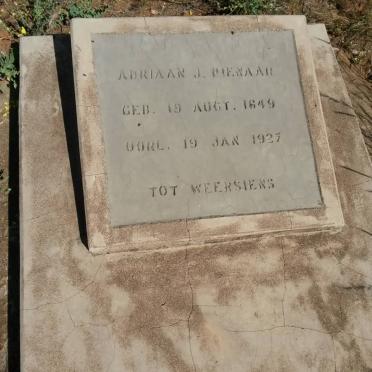 ADRIAAN J. PIENAAR
GEB. 19 AUGT. 1849
OORL. 19 JAN 1927
TOT WEERSIENS